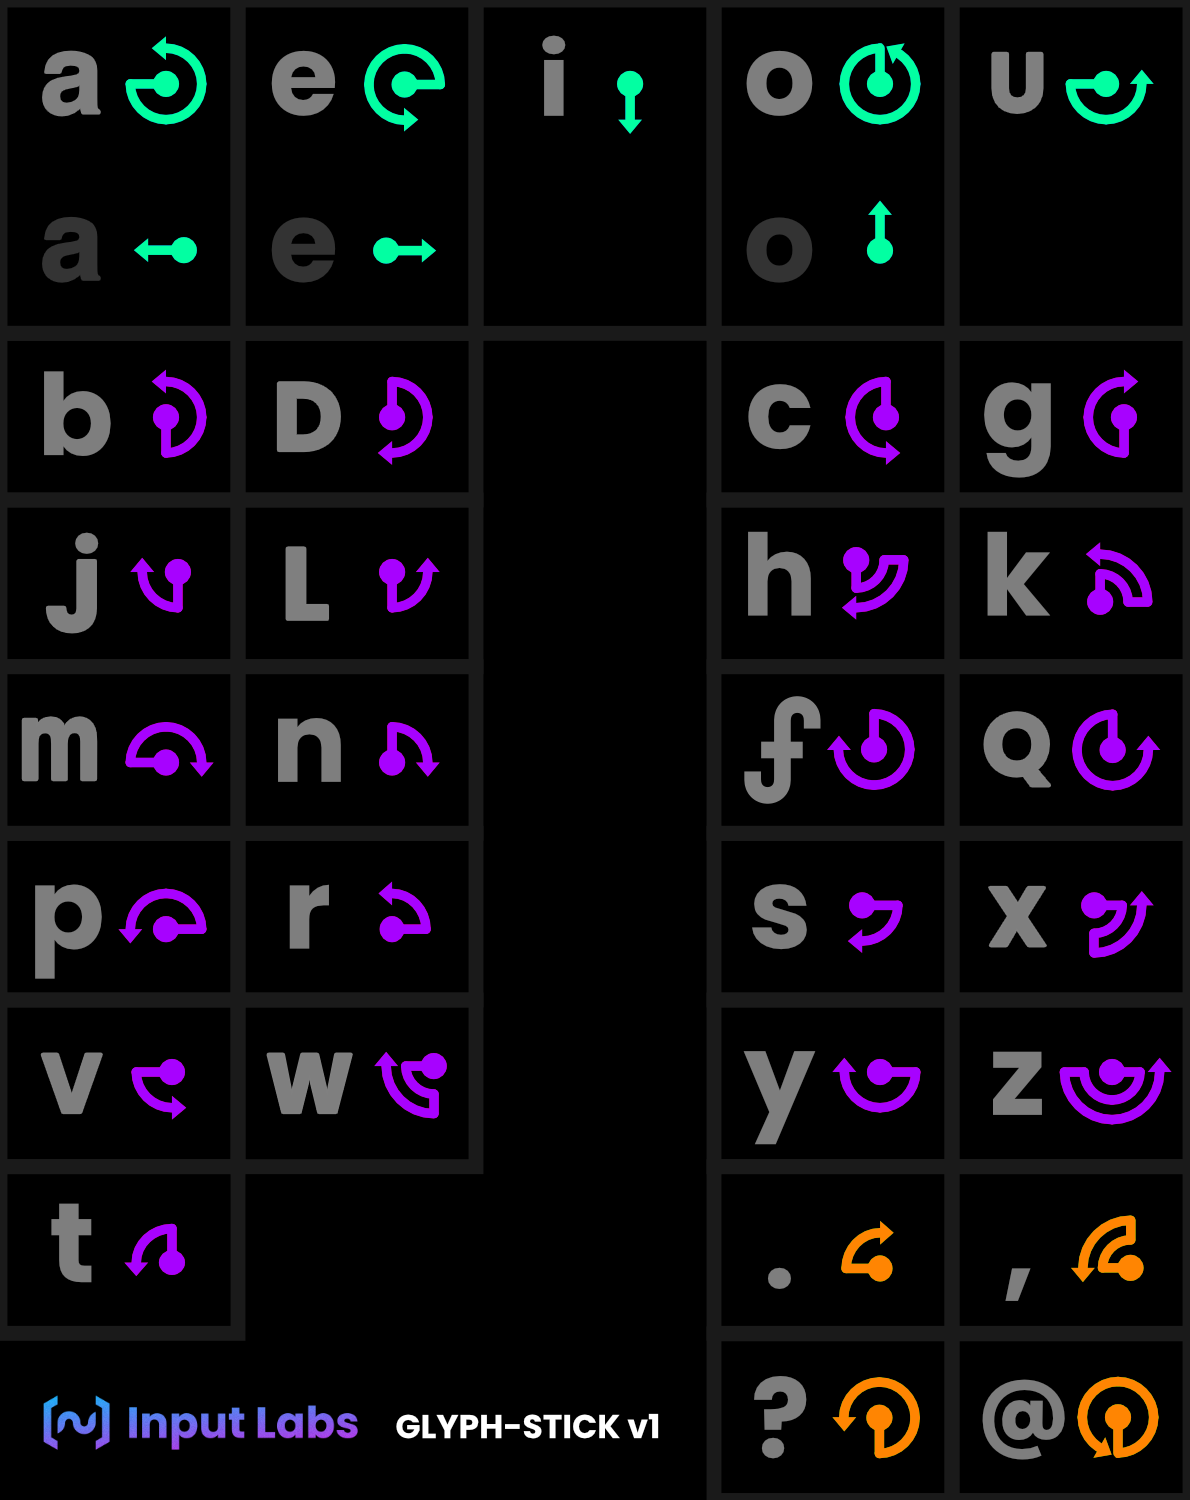 a e i o u
a e o
b D c g
j L h k
m n ƒ Q
p r s x
v w y z
t . ,
? @
Input Labs GLYPH-STICK v1